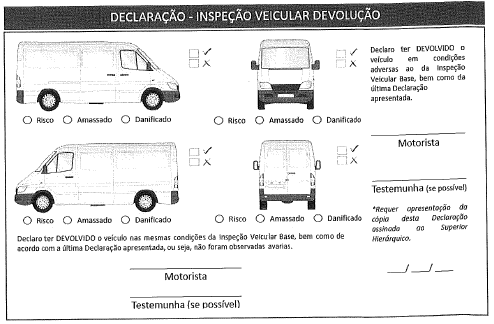 DECLARAÇÃO - INSPEÇÃO VEICULAR DEVOLUÇÃO
✓
X
✓
X
Declaro ter DEVOLVIDO o
veículo em condições
adversas ao da Inspeção
Veicular Base, bem como da
última Declaração
apresentada.
Risco Amassado Danificado
Risco Amassado Danificado
Motorista
✓
X
✓
X
Testemunha (se possível)
*Requer apresentação da
cópia desta Declaração
assinada ao Superior
Hierárquico.
Risco Amassado Danificado
Risco Amassado Danificado
Declaro ter DEVOLVIDO o veículo nas mesmas condições da Inspeção Veicular Base, bem como de
acordo com a última Declaração apresentada, ou seja, não foram observadas avarias.
__/__/__
Motorista
Testemunha (se possível)